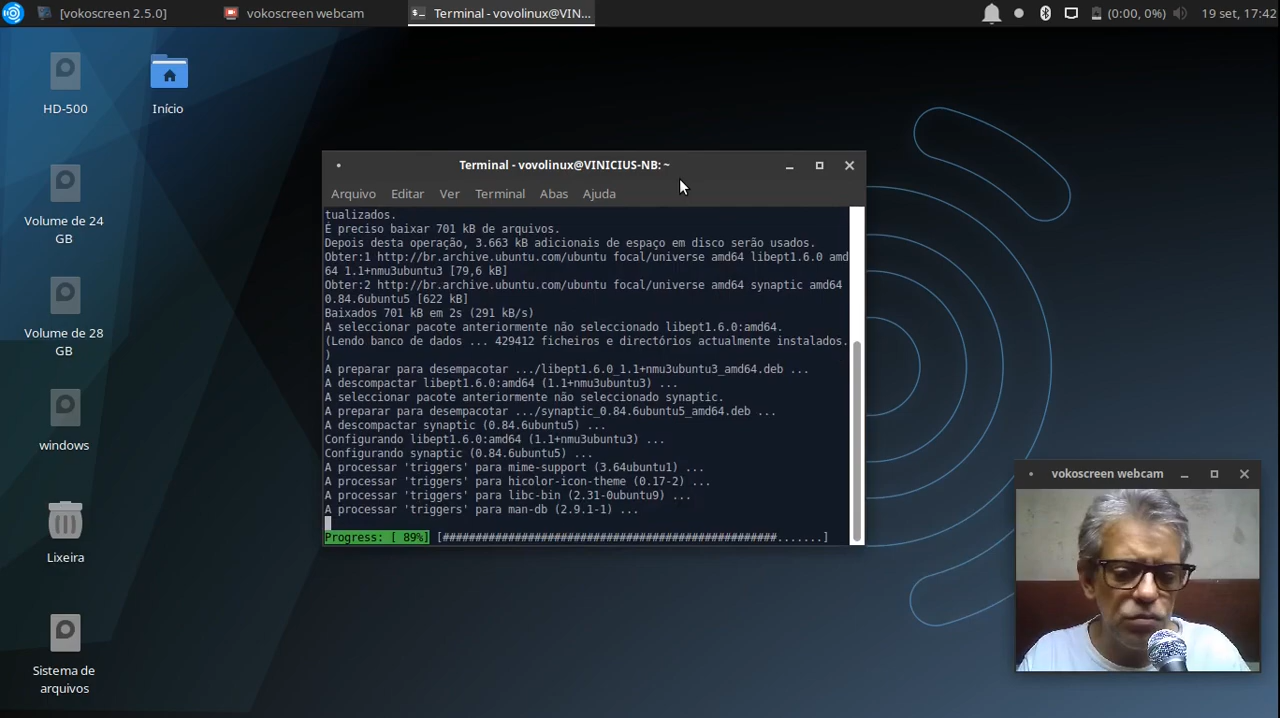 [vokoscreen 2.5.0]
vokoscreen webcam
Terminal - vovolinux@VIN...
(0:00, 0%)
19 set, 17:42
HD-500
Início
Volume de 24
GB
Volume de 28
GB
windows
Lixeira
Sistema de
arquivos
Terminal - vovolinux@VINICIUS-NB: ~
Arquivo Editar Ver Terminal Abas Ajuda
tualizados.
É preciso baixar 701 kB de arquivos.
Depois desta operação, 3.663 kB adicionais de espaço em disco serão usados.
Obter:1 http://br.archive.ubuntu.com/ubuntu focal/universe amd64 libept1.6.0 amd
64 1.1+nmu3ubuntu3 [79,6 kB]
Obter:2 http://br.archive.ubuntu.com/ubuntu focal/universe amd64 synaptic amd64
0.84.6ubuntu5 [622 kB]
Baixados 701 kB em 2s (291 kB/s)
A seleccionar pacote anteriormente não seleccionado libept1.6.0:amd64.
(Lendo banco de dados ... 429412 ficheiros e directórios actualmente instalados.
)
A preparar para desempacotar .../libept1.6.0_1.1+nmu3ubuntu3_amd64.deb ...
A descompactar libept1.6.0:amd64 (1.1+nmu3ubuntu3) ...
A seleccionar pacote anteriormente não seleccionado synaptic.
A preparar para desempacotar .../synaptic_0.84.6ubuntu5_amd64.deb ...
A descompactar synaptic (0.84.6ubuntu5) ...
Configurando libept1.6.0:amd64 (1.1+nmu3ubuntu3) ...
Configurando synaptic (0.84.6ubuntu5) ...
A processar 'triggers' para mime-support (3.64ubuntu1) ...
A processar 'triggers' para hicolor-icon-theme (0.17-2) ...
A processar 'triggers' para libc-bin (2.31-0ubuntu9) ...
A processar 'triggers' para man-db (2.9.1-1) ...
Progress: [ 89%] [###################################################.......]
vokoscreen webcam